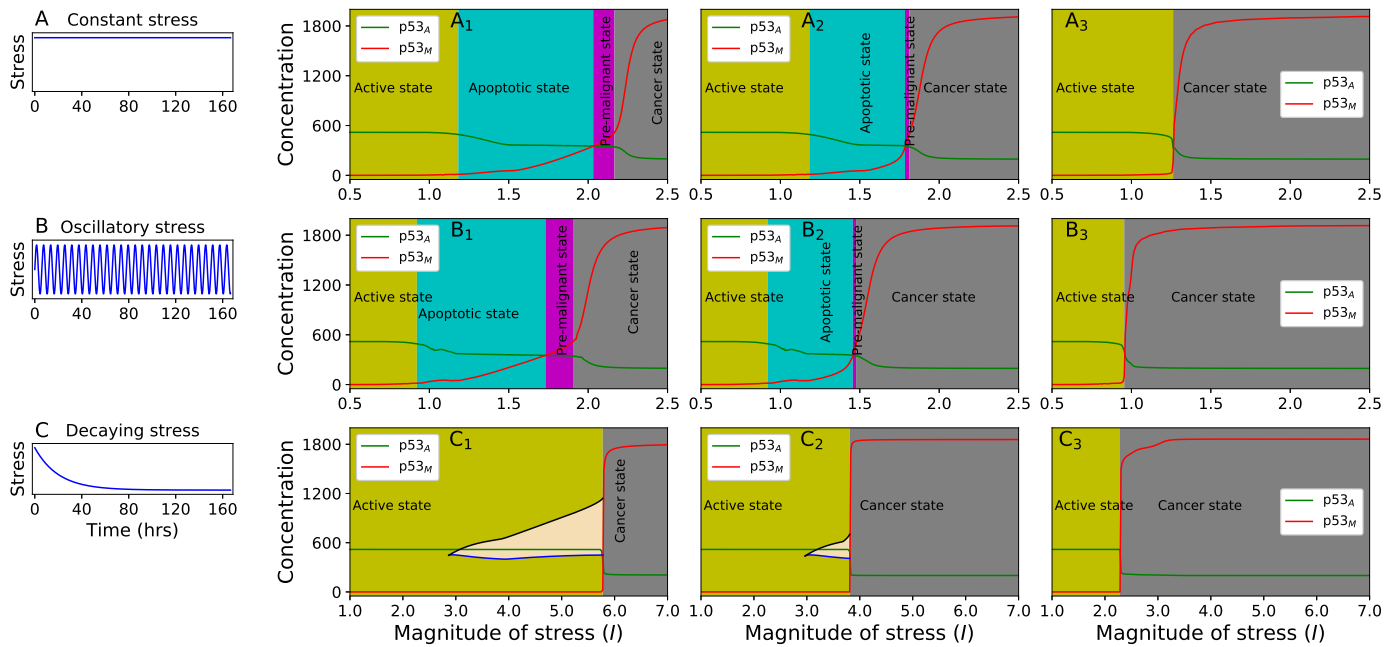 A Constant stress
Stress
0 40 80 120 160
Concentration
1800
1200
600
0
A1
p53A
p53M
Active state
Apoptotic state
Pre-malignant state
Cancer state
0.5 1.0 1.5 2.0 2.5
A2
p53A
p53M
Active state
Apoptotic state
Pre-malignant state
Cancer state
0.5 1.0 1.5 2.0 2.5
A3
Cancer state
p53A
p53M
0.5 1.0 1.5 2.0 2.5
B Oscillatory stress
Stress
0 40 80 120 160
Concentration
1800
1200
600
0
B1
p53A
p53M
Active state
Apoptotic state
Pre-malignant state
Cancer state
0.5 1.0 1.5 2.0 2.5
B2
p53A
p53M
Active state
Apoptotic state
Pre-malignant state
Cancer state
0.5 1.0 1.5 2.0 2.5
B3
Active state
Cancer state
p53A
p53M
0.5 1.0 1.5 2.0 2.5
C Decaying stress
Stress
0 40 80 120 160
Time (hrs)
Concentration
1800
1200
600
0
C1
p53A
p53M
Active state
Cancer state
1.0 2.0 3.0 4.0 5.0 6.0 7.0
Magnitude of stress (I)
C2
p53A
p53M
Active state
Cancer state
1.0 2.0 3.0 4.0 5.0 6.0 7.0
Magnitude of stress (I)
C3
Active state
Cancer state
p53A
p53M
1.0 2.0 3.0 4.0 5.0 6.0 7.0
Magnitude of stress (I)